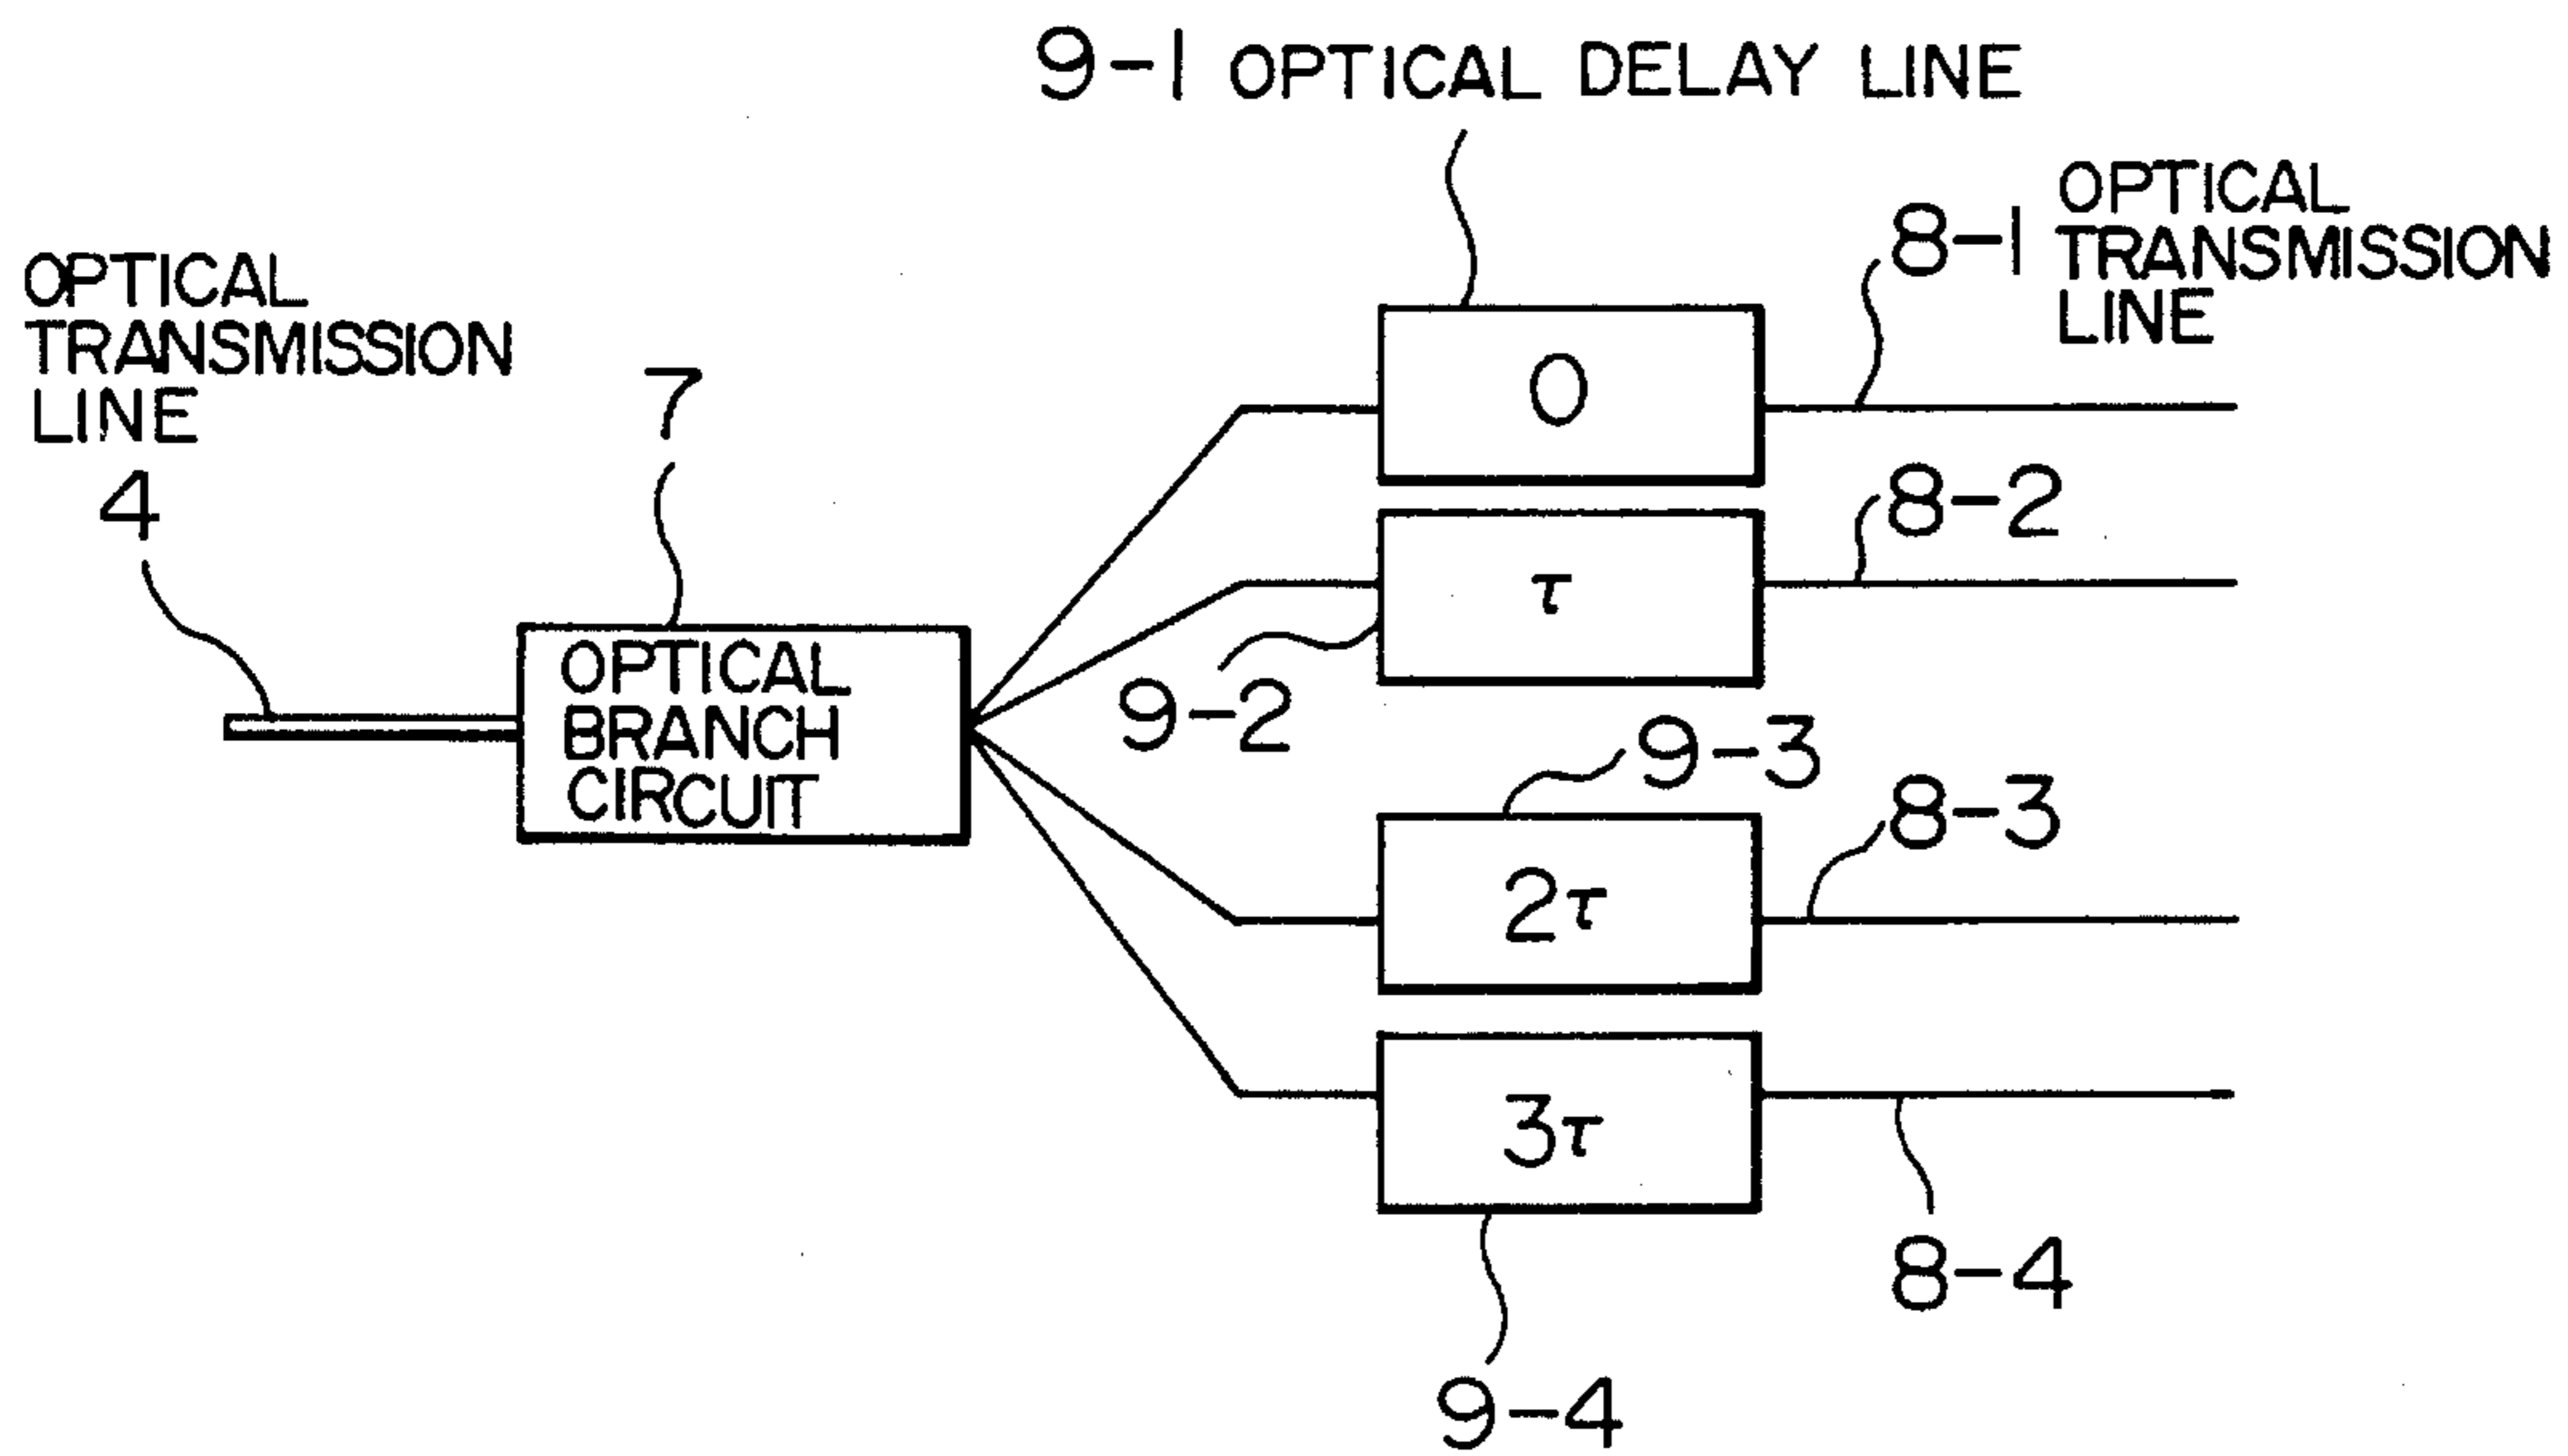 9-1 OPTICAL DELAY LINE
OPTICAL
TRANSMISSION
LINE
4
7
OPTICAL
BRANCH
CIRCUIT
0
8-1
OPTICAL
TRANSMISSION
LINE
τ
8-2
9-2
9-3
2τ
8-3
3τ
8-4
9-4